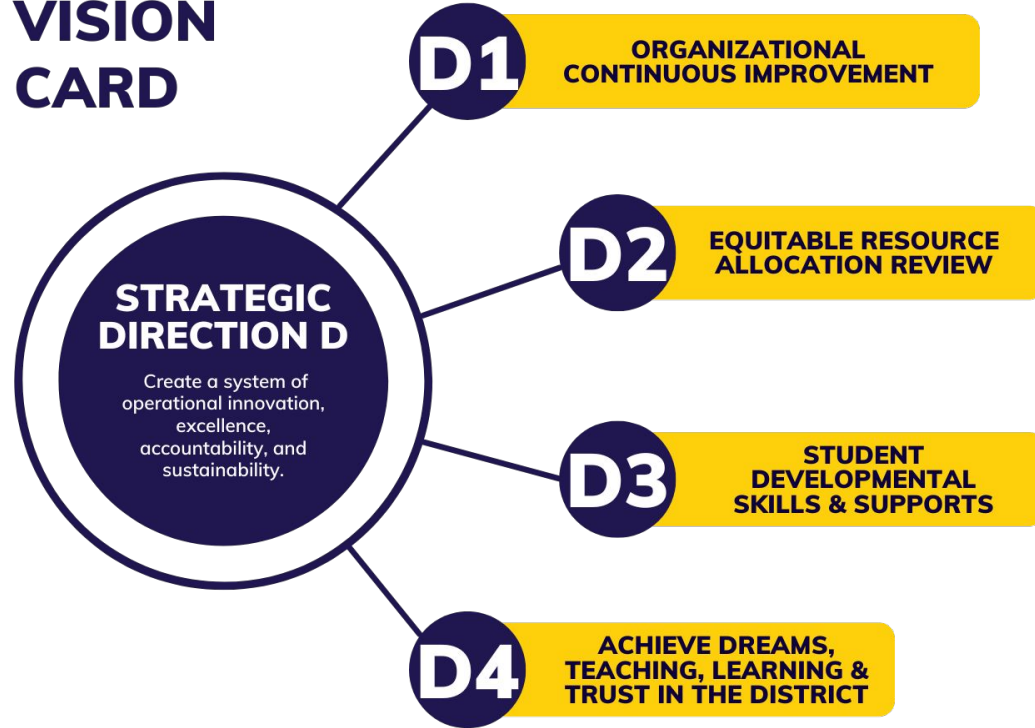 VISION
CARD
D1
ORGANIZATIONAL
CONTINUOUS IMPROVEMENT
D2
EQUITABLE RESOURCE
ALLOCATION REVIEW
STRATEGIC
DIRECTION D
Create a system of
operational innovation,
excellence,
accountability, and
sustainability.
D3
STUDENT
DEVELOPMENTAL
SKILLS & SUPPORTS
D4
ACHIEVE DREAMS,
TEACHING, LEARNING &
TRUST IN THE DISTRICT